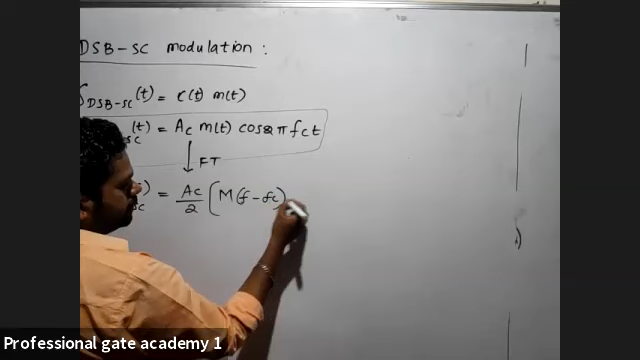 DSB-SC modulation :
(t) = c(t) m(t)
DSB-SC
(t) = Ac m(t) cos2πfct
SC
FT
) = Ac/2 [M(f-fc)
SC
Professional gate academy 1